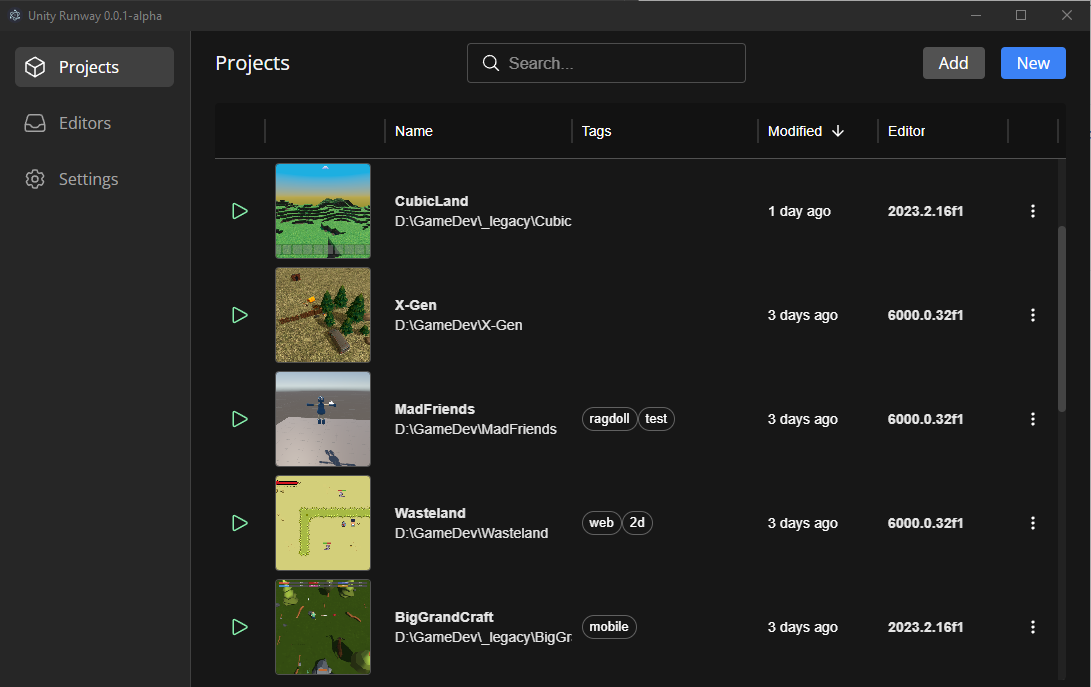 Unity Runway 0.0.1-alpha
Projects
Editors
Settings
Projects
Search...
Add
New
Name
Tags
Modified
Editor
CubicLand
D:\GameDev\_legacy\Cubic
1 day ago
2023.2.16f1
X-Gen
D:\GameDev\X-Gen
3 days ago
6000.0.32f1
MadFriends
D:\GameDev\MadFriends
ragdoll
test
3 days ago
6000.0.32f1
Wasteland
D:\GameDev\Wasteland
web
2d
3 days ago
6000.0.32f1
BigGrandCraft
D:\GameDev\_legacy\BigGr
mobile
3 days ago
2023.2.16f1